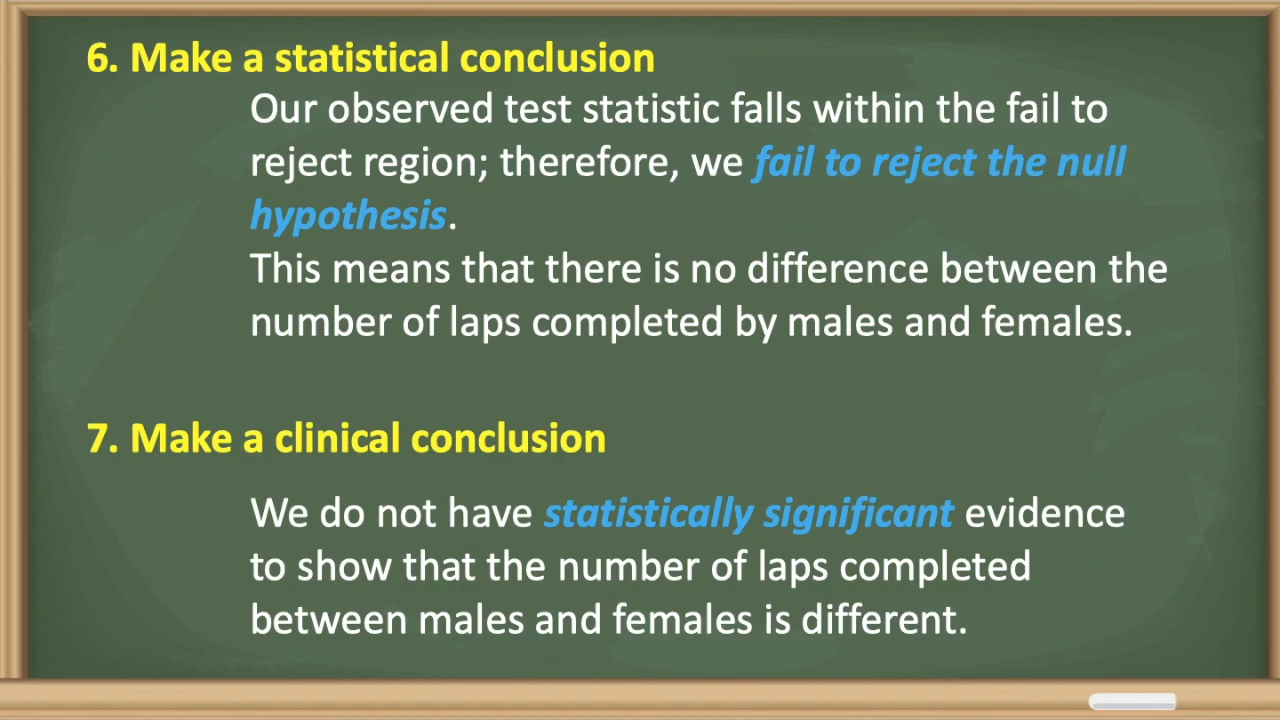 6. Make a statistical conclusion
Our observed test statistic falls within the fail to
reject region; therefore, we fail to reject the null
hypothesis.
This means that there is no difference between the
number of laps completed by males and females.
7. Make a clinical conclusion
We do not have statistically significant evidence
to show that the number of laps completed
between males and females is different.